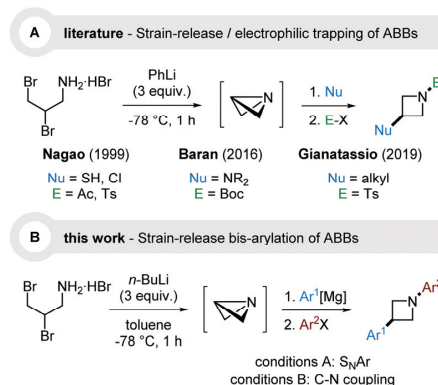 A literature - Strain-release / electrophilic trapping of ABBs
Br
NH₂·HBr
Br
PhLi
(3 equiv.)
-78 °C, 1 h
N
1. Nu
2. E-X
N
Nu
Nagao (1999) Baran (2016) Gianatassio (2019)
Nu = SH, Cl Nu = NR₂ Nu = alkyl
E = Ac, Ts E = Boc E = Ts
B this work - Strain-release bis-arylation of ABBs
Br
NH₂·HBr
Br
n-BuLi
(3 equiv.)
toluene
-78 °C, 1 h
N
1. Ar¹[Mg]
2. Ar²X
N
Ar¹
conditions A: SNAr
conditions B: C-N coupling